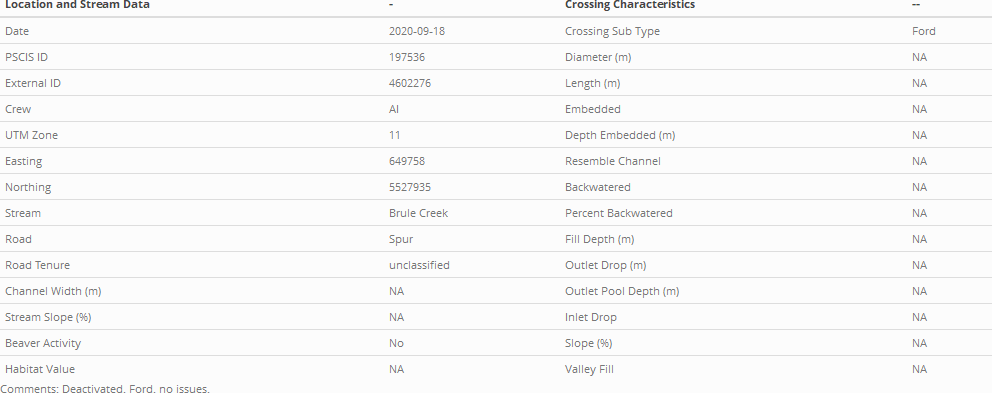 Location and Stream Data - Crossing Characteristics --
Date 2020-09-18 Crossing Sub Type Ford
PSCIS ID 197536 Diameter (m) NA
External ID 4602276 Length (m) NA
Crew AI Embedded NA
UTM Zone 11 Depth Embedded (m) NA
Easting 649758 Resemble Channel NA
Northing 5527935 Backwatered NA
Stream Brule Creek Percent Backwatered NA
Road Spur Fill Depth (m) NA
Road Tenure unclassified Outlet Drop (m) NA
Channel Width (m) NA Outlet Pool Depth (m) NA
Stream Slope (%) NA Inlet Drop NA
Beaver Activity No Slope (%) NA
Habitat Value NA Valley Fill NA
Comments: Deactivated. Ford. no issues.